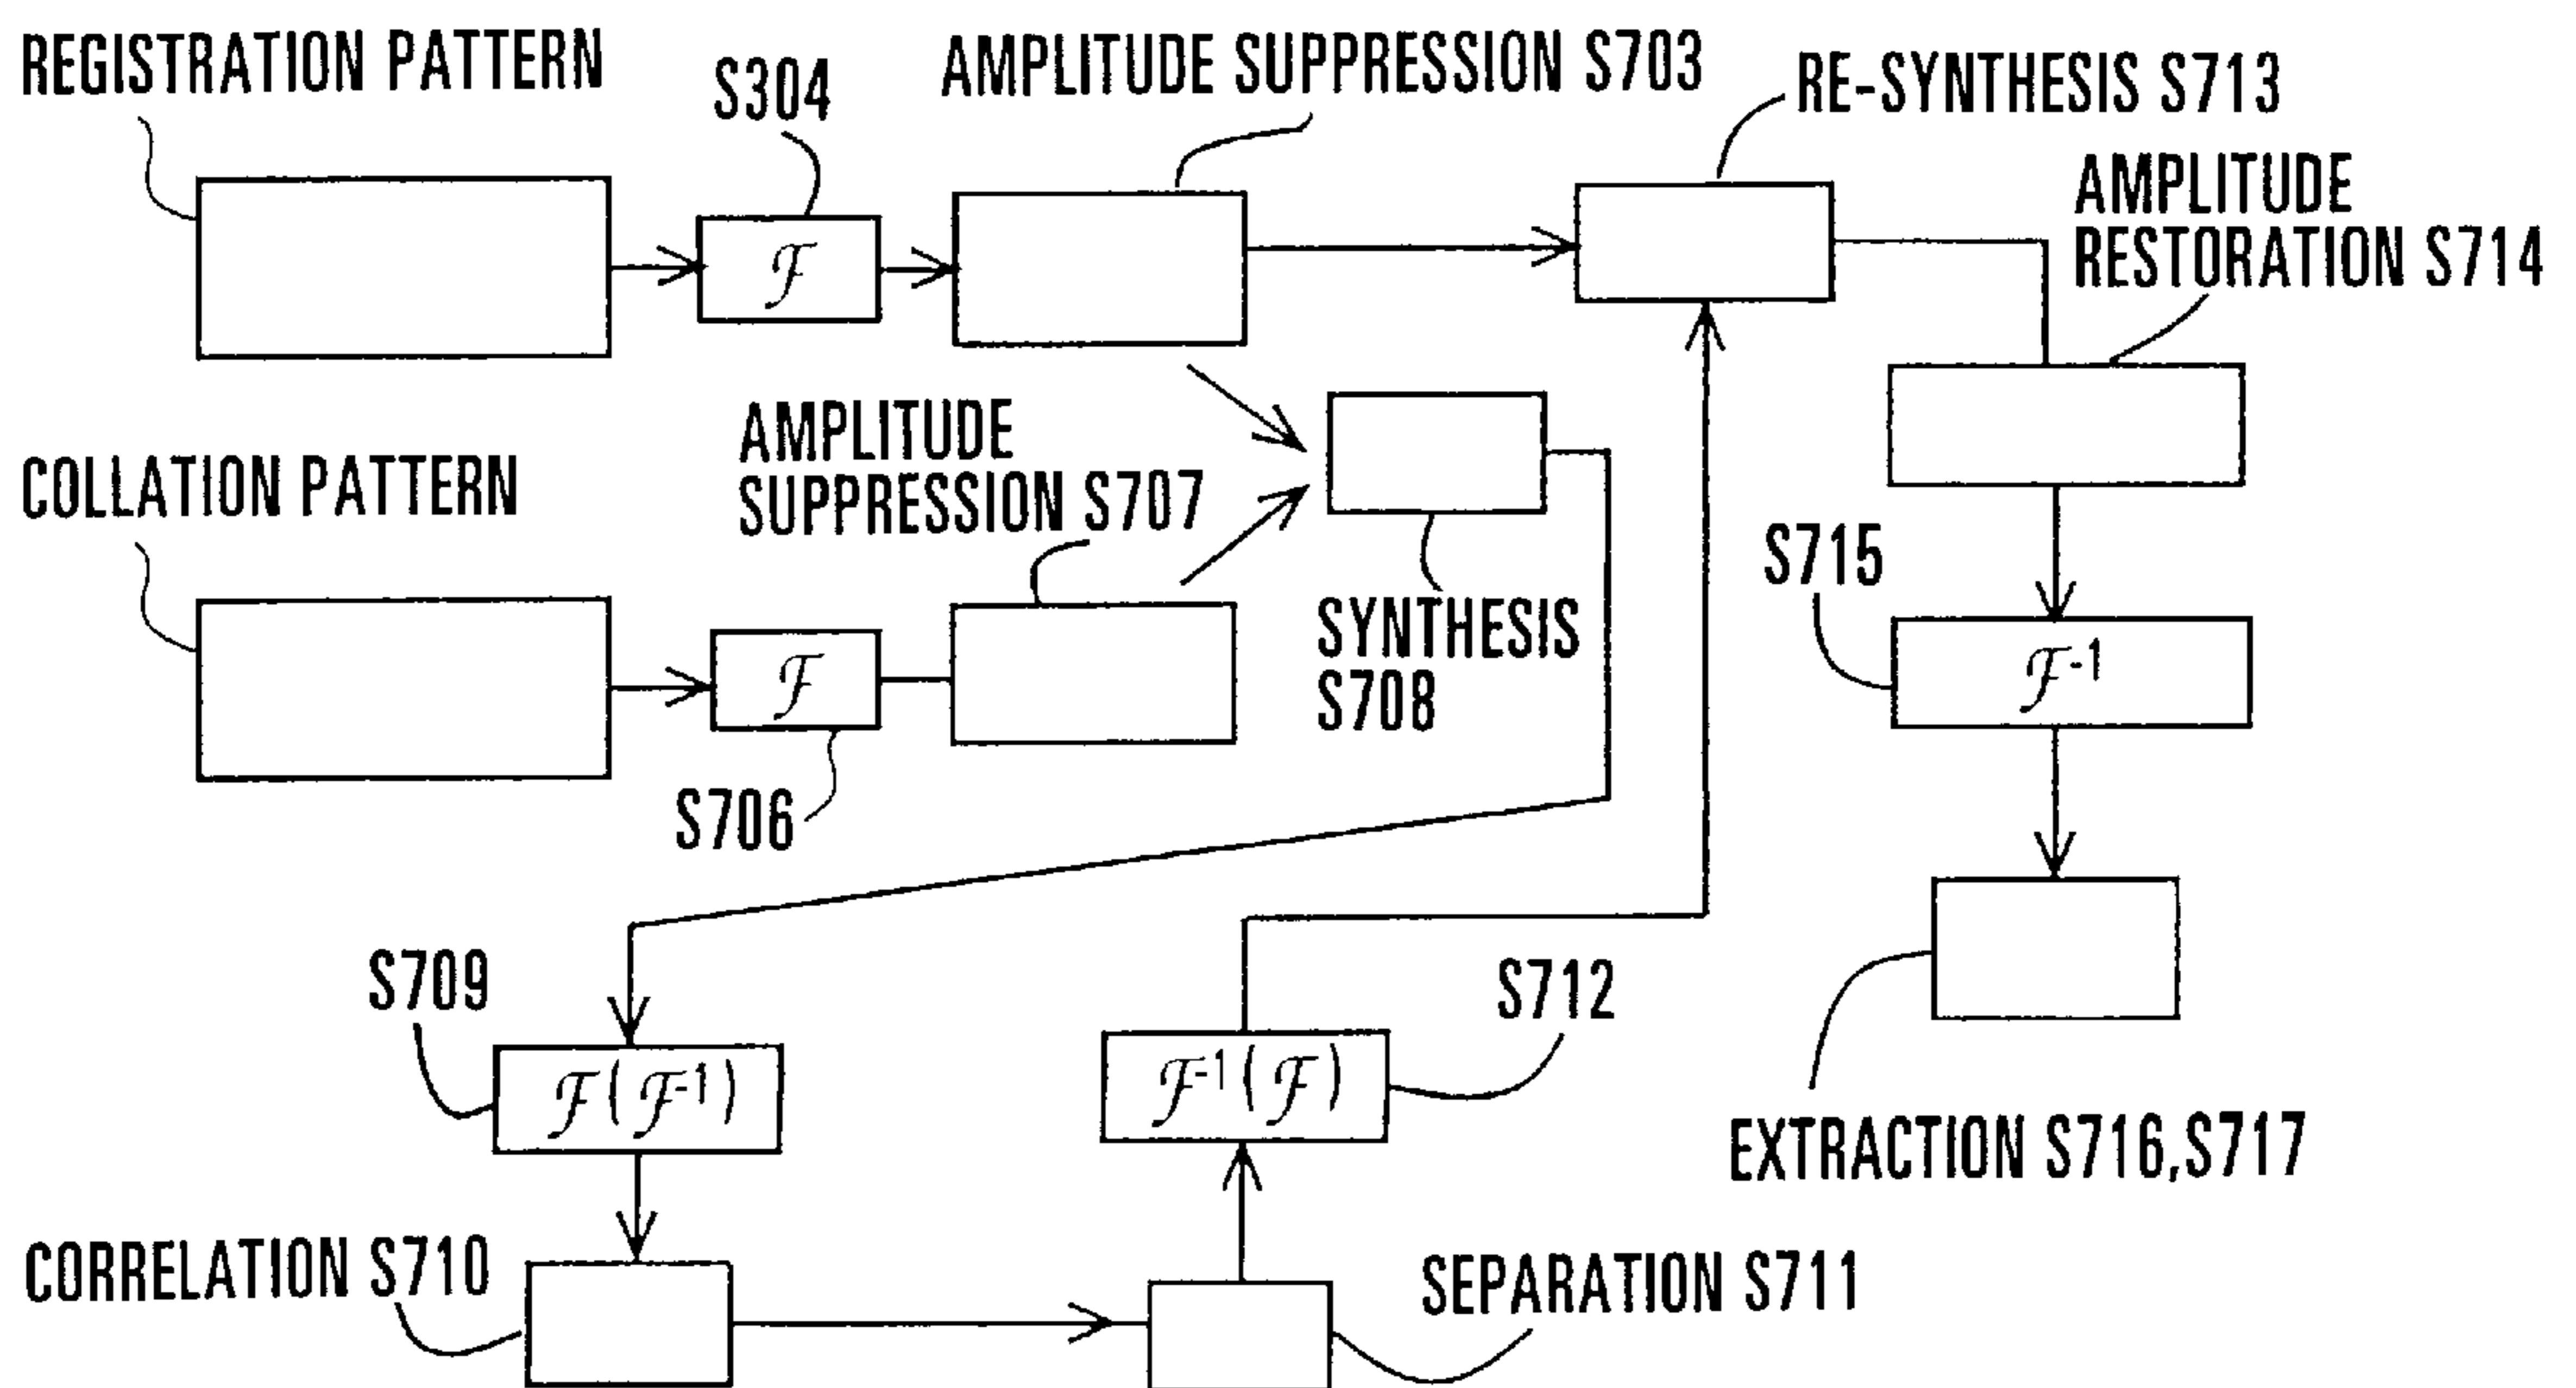 REGISTRATION PATTERN
S304
AMPLITUDE SUPPRESSION S703
RE-SYNTHESIS S713
AMPLITUDE
RESTORATION S714
ℱ
COLLATION PATTERN
AMPLITUDE
SUPPRESSION S707
SYNTHESIS
S708
S715
ℱ
ℱ-1
S706
S709
S712
ℱ(ℱ-1)
ℱ-1(ℱ)
EXTRACTION S716,S717
CORRELATION S710
SEPARATION S711